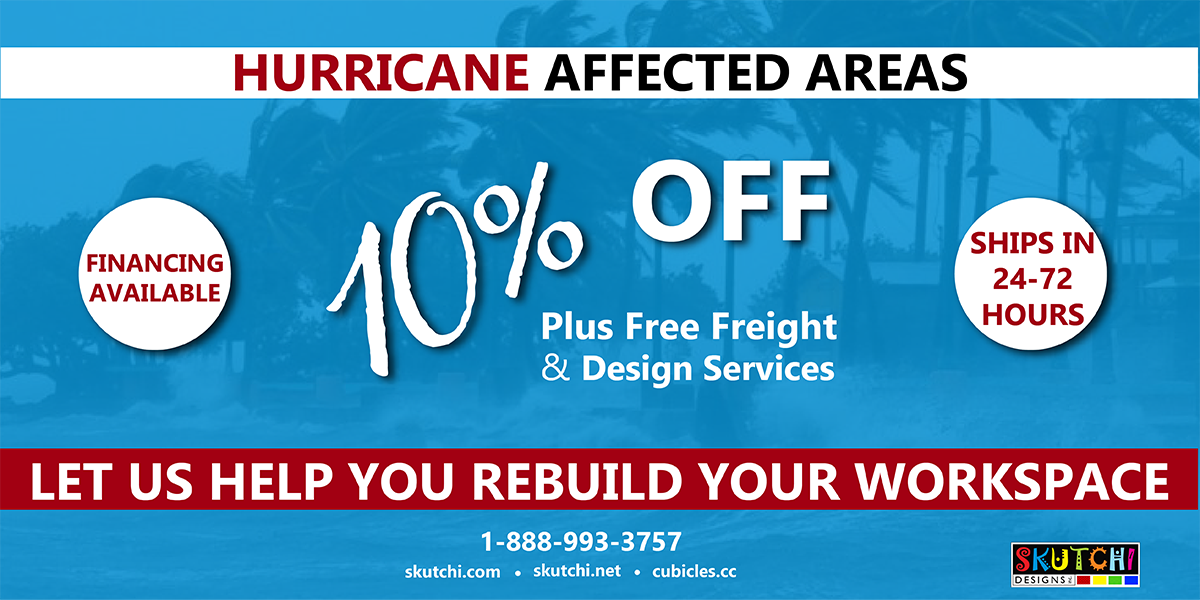 HURRICANE AFFECTED AREAS
10% OFF
FINANCING
AVAILABLE
SHIPS IN
24-72
HOURS
Plus Free Freight
& Design Services
LET US HELP YOU REBUILD YOUR WORKSPACE
1-888-993-3757
skutchi.com • skutchi.net • cubicles.cc
SKUTCHI
DESIGNS INC